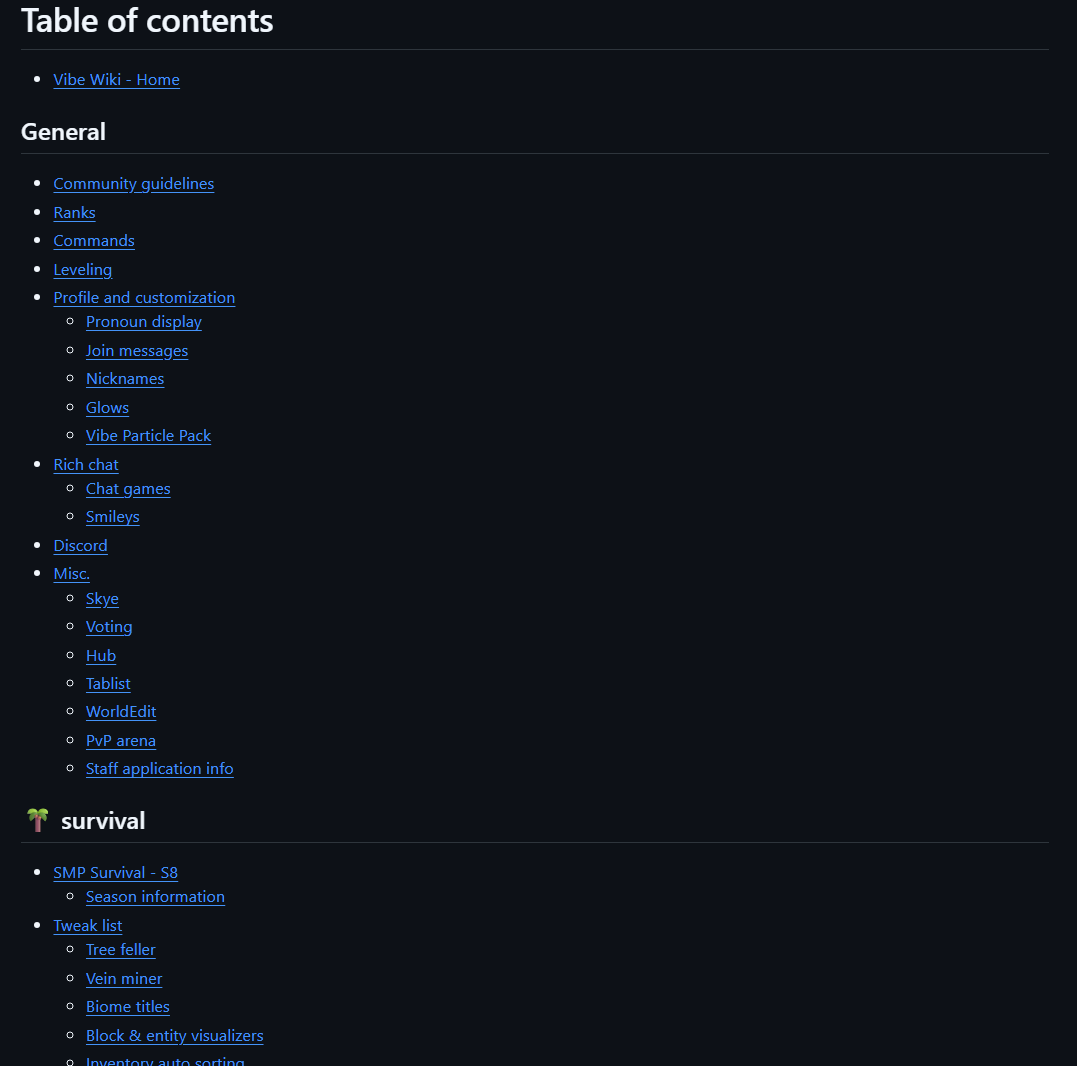 Table of contents
Vibe Wiki - Home
General
Community guidelines
Ranks
Commands
Leveling
Profile and customization
Pronoun display
Join messages
Nicknames
Glows
Vibe Particle Pack
Rich chat
Chat games
Smileys
Discord
Misc.
Skye
Voting
Hub
Tablist
WorldEdit
PvP arena
Staff application info
🌴 survival
SMP Survival - S8
Season information
Tweak list
Tree feller
Vein miner
Biome titles
Block & entity visualizers
Inventory auto sorting